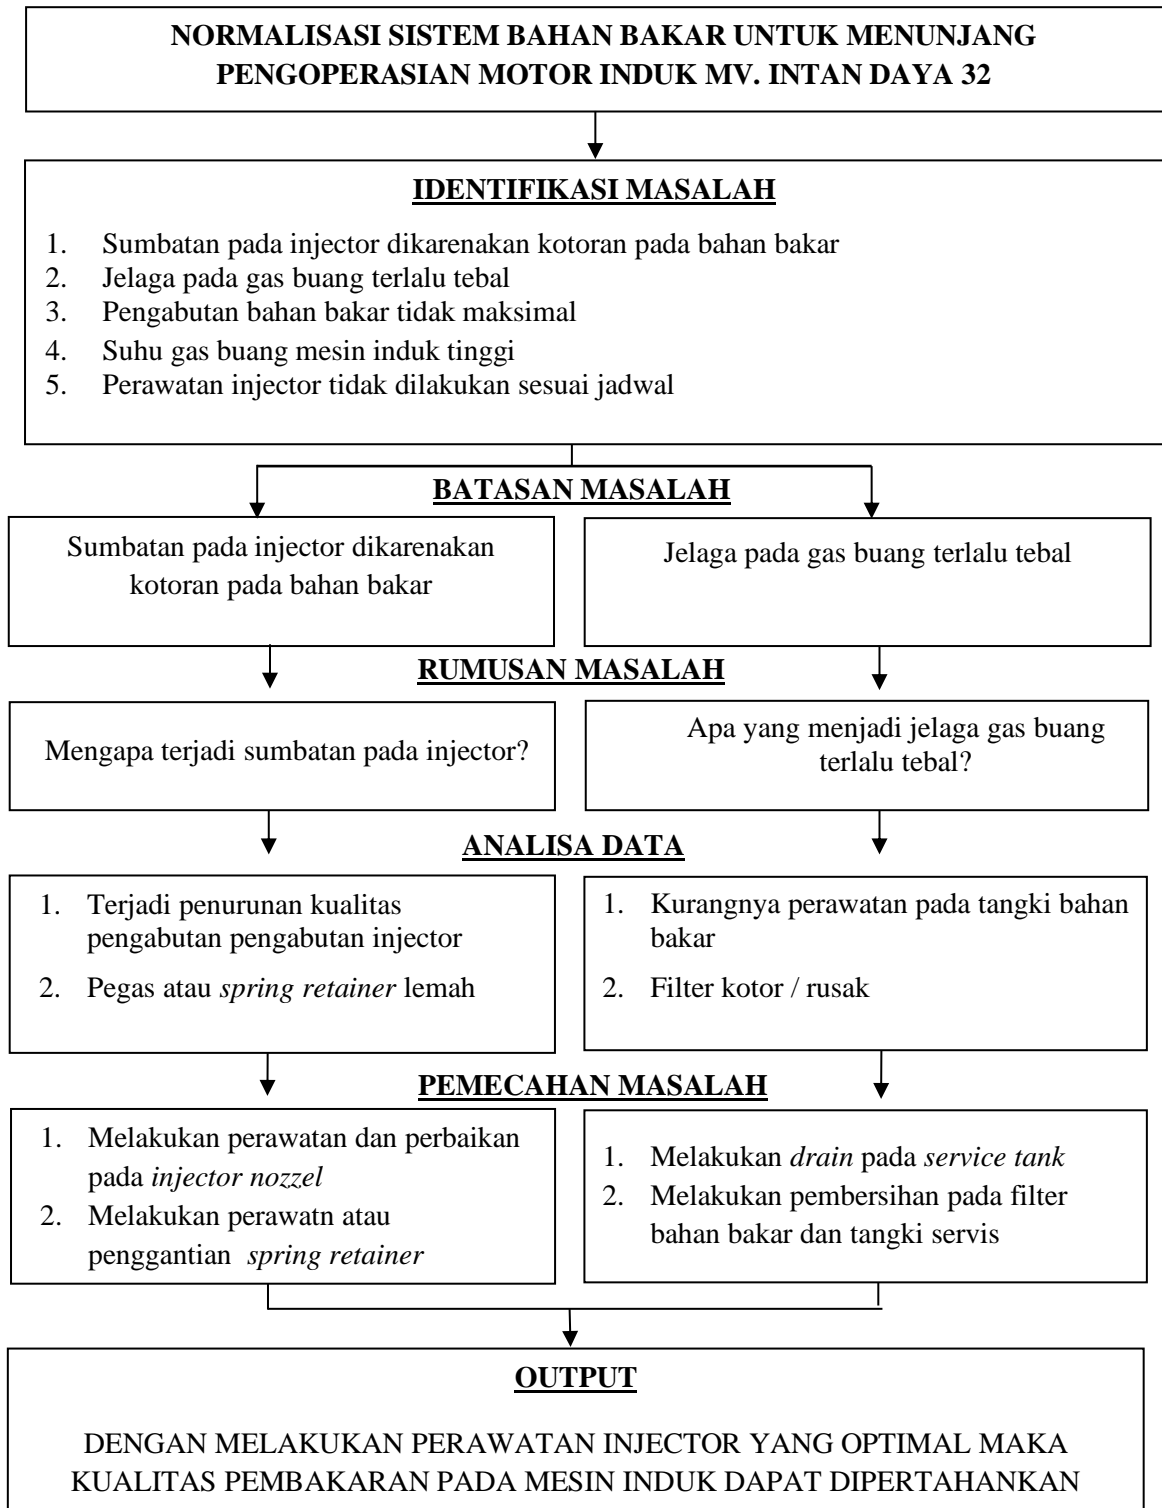 NORMALISASI SISTEM BAHAN BAKAR UNTUK MENUNJANG
PENGOPERASIAN MOTOR INDUK MV. INTAN DAYA 32
IDENTIFIKASI MASALAH
1. Sumbatan pada injector dikarenakan kotoran pada bahan bakar
2. Jelaga pada gas buang terlalu tebal
3. Pengabutan bahan bakar tidak maksimal
4. Suhu gas buang mesin induk tinggi
5. Perawatan injector tidak dilakukan sesuai jadwal
BATASAN MASALAH
Sumbatan pada injector dikarenakan
kotoran pada bahan bakar
Jelaga pada gas buang terlalu tebal
RUMUSAN MASALAH
Mengapa terjadi sumbatan pada injector?
Apa yang menjadi jelaga gas buang
terlalu tebal?
ANALISA DATA
1. Terjadi penurunan kualitas
pengabutan pengabutan injector
2. Pegas atau spring retainer lemah
1. Kurangnya perawatan pada tangki bahan
bakar
2. Filter kotor / rusak
PEMECAHAN MASALAH
1. Melakukan perawatan dan perbaikan
pada injector nozzel
2. Melakukan perawatn atau
penggantian spring retainer
1. Melakukan drain pada service tank
2. Melakukan pembersihan pada filter
bahan bakar dan tangki servis
OUTPUT
DENGAN MELAKUKAN PERAWATAN INJECTOR YANG OPTIMAL MAKA
KUALITAS PEMBAKARAN PADA MESIN INDUK DAPAT DIPERTAHANKAN